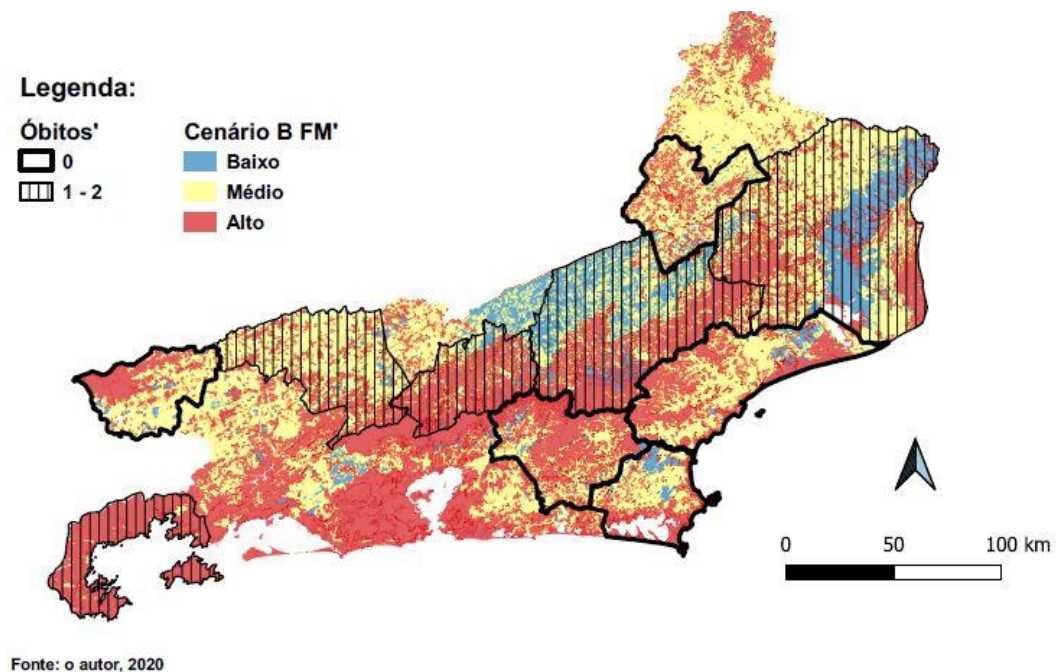 Legenda:
Óbitos'
0
1 - 2
Cenário B FM'
Baixo
Médio
Alto
0 50 100 km
Fonte: o autor, 2020